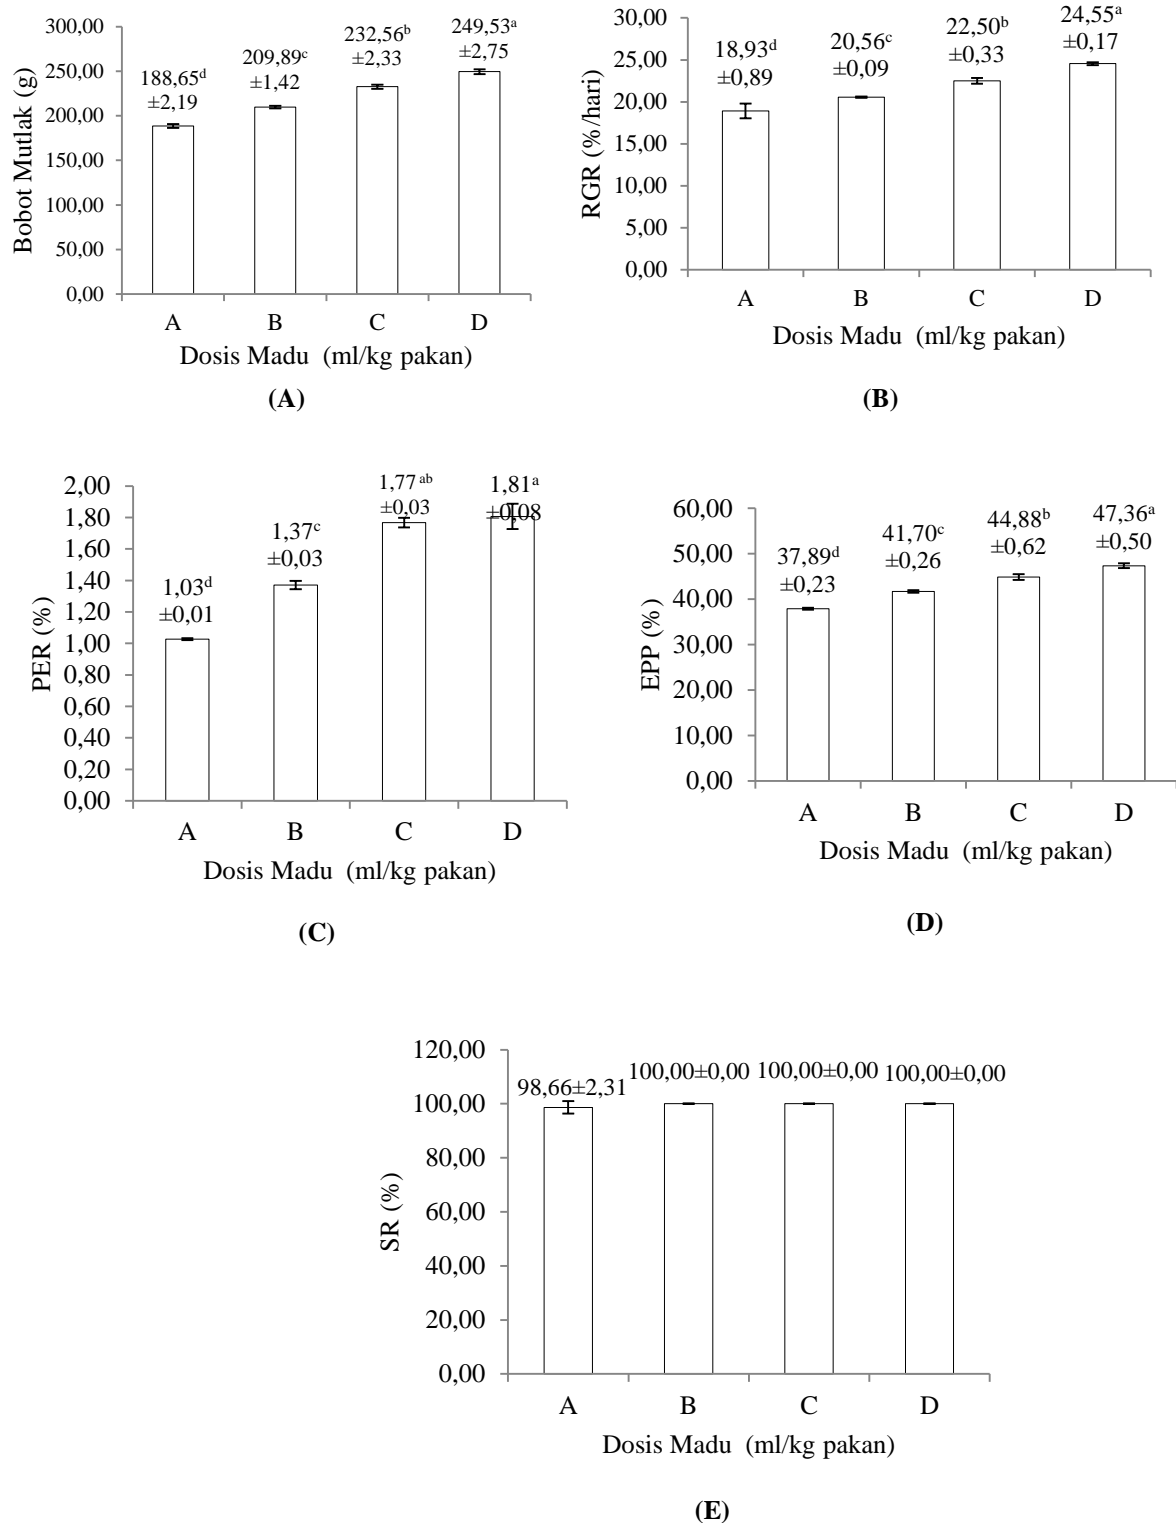 300,00
250,00
200,00
150,00
100,00
50,00
0,00
Bobot Mutlak (g)
188,65ᵈ
±2,19
209,89ᶜ
±1,42
232,56ᵇ
±2,33
249,53ᵃ
±2,75
A B C D
Dosis Madu (ml/kg pakan)
(A)
30,00
25,00
20,00
15,00
10,00
5,00
0,00
RGR (%/hari)
18,93ᵈ
±0,89
20,56ᶜ
±0,09
22,50ᵇ
±0,33
24,55ᵃ
±0,17
A B C D
Dosis Madu (ml/kg pakan)
(B)
2,00
1,80
1,60
1,40
1,20
1,00
0,80
0,60
0,40
0,20
0,00
PER (%)
1,03ᵈ
±0,01
1,37ᶜ
±0,03
1,77 ᵃᵇ
±0,03
1,81ᵃ
±0,08
A B C D
Dosis Madu (ml/kg pakan)
(C)
60,00
50,00
40,00
30,00
20,00
10,00
0,00
EPP (%)
37,89ᵈ
±0,23
41,70ᶜ
±0,26
44,88ᵇ
±0,62
47,36ᵃ
±0,50
A B C D
Dosis Madu (ml/kg pakan)
(D)
120,00
100,00
80,00
60,00
40,00
20,00
0,00
SR (%)
98,66±2,31
100,00±0,00
100,00±0,00
100,00±0,00
A B C D
Dosis Madu (ml/kg pakan)
(E)